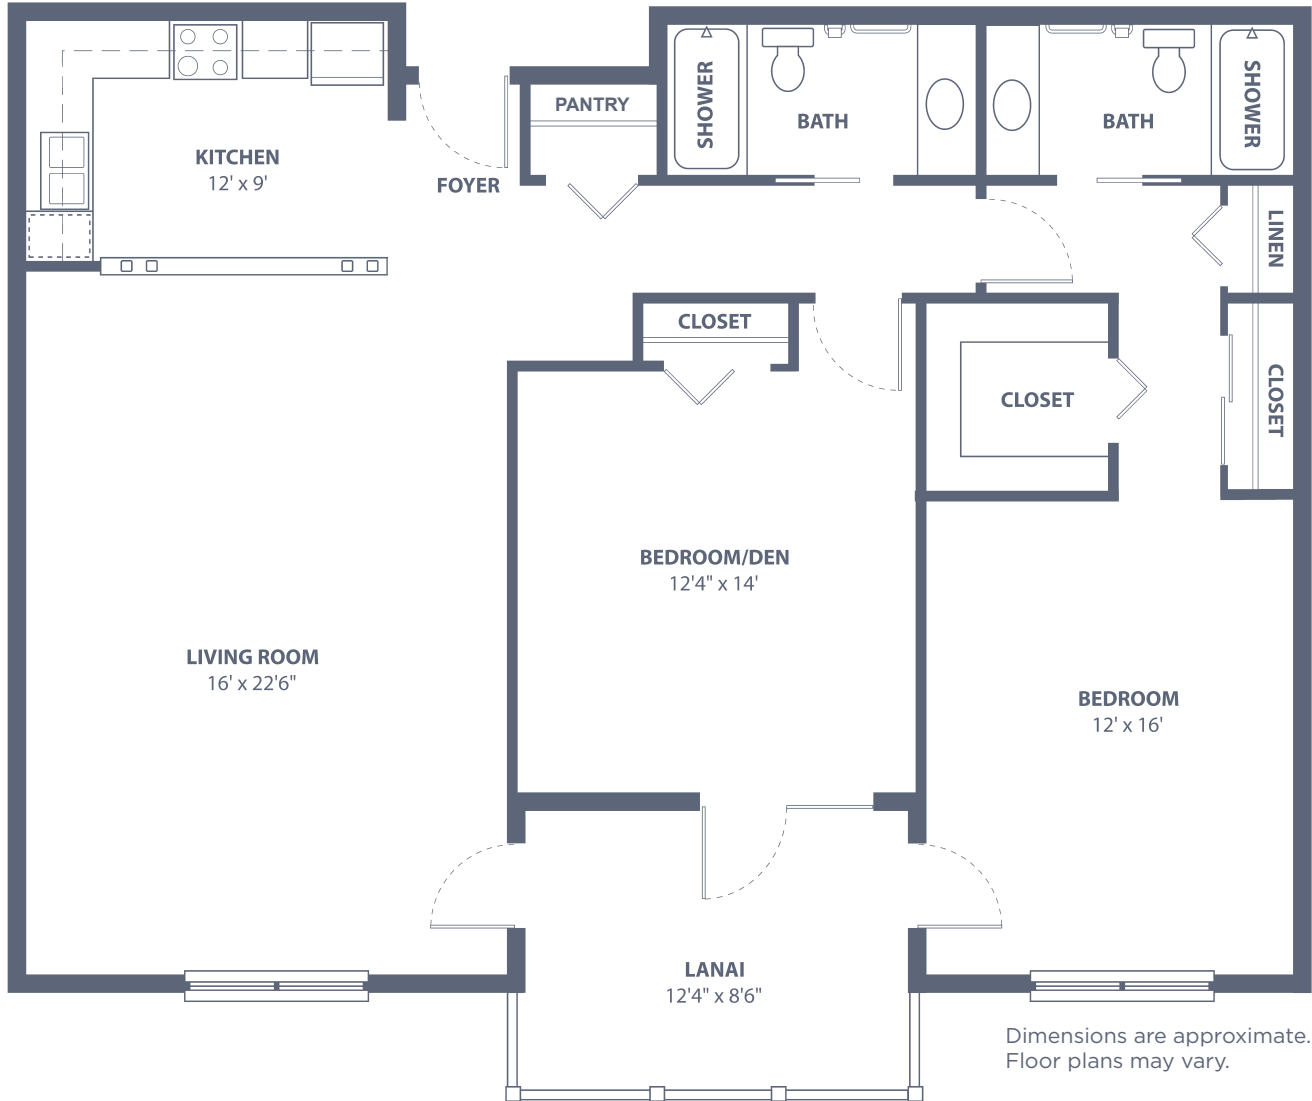 PANTRY
SHOWER
BATH
BATH
SHOWER
KITCHEN
12' x 9'
FOYER
LINEN
CLOSET
CLOSET
CLOSET
BEDROOM/DEN
12'4" x 14'
LIVING ROOM
16' x 22'6"
BEDROOM
12' x 16'
LANAI
12'4" x 8'6"
Dimensions are approximate.
Floor plans may vary.